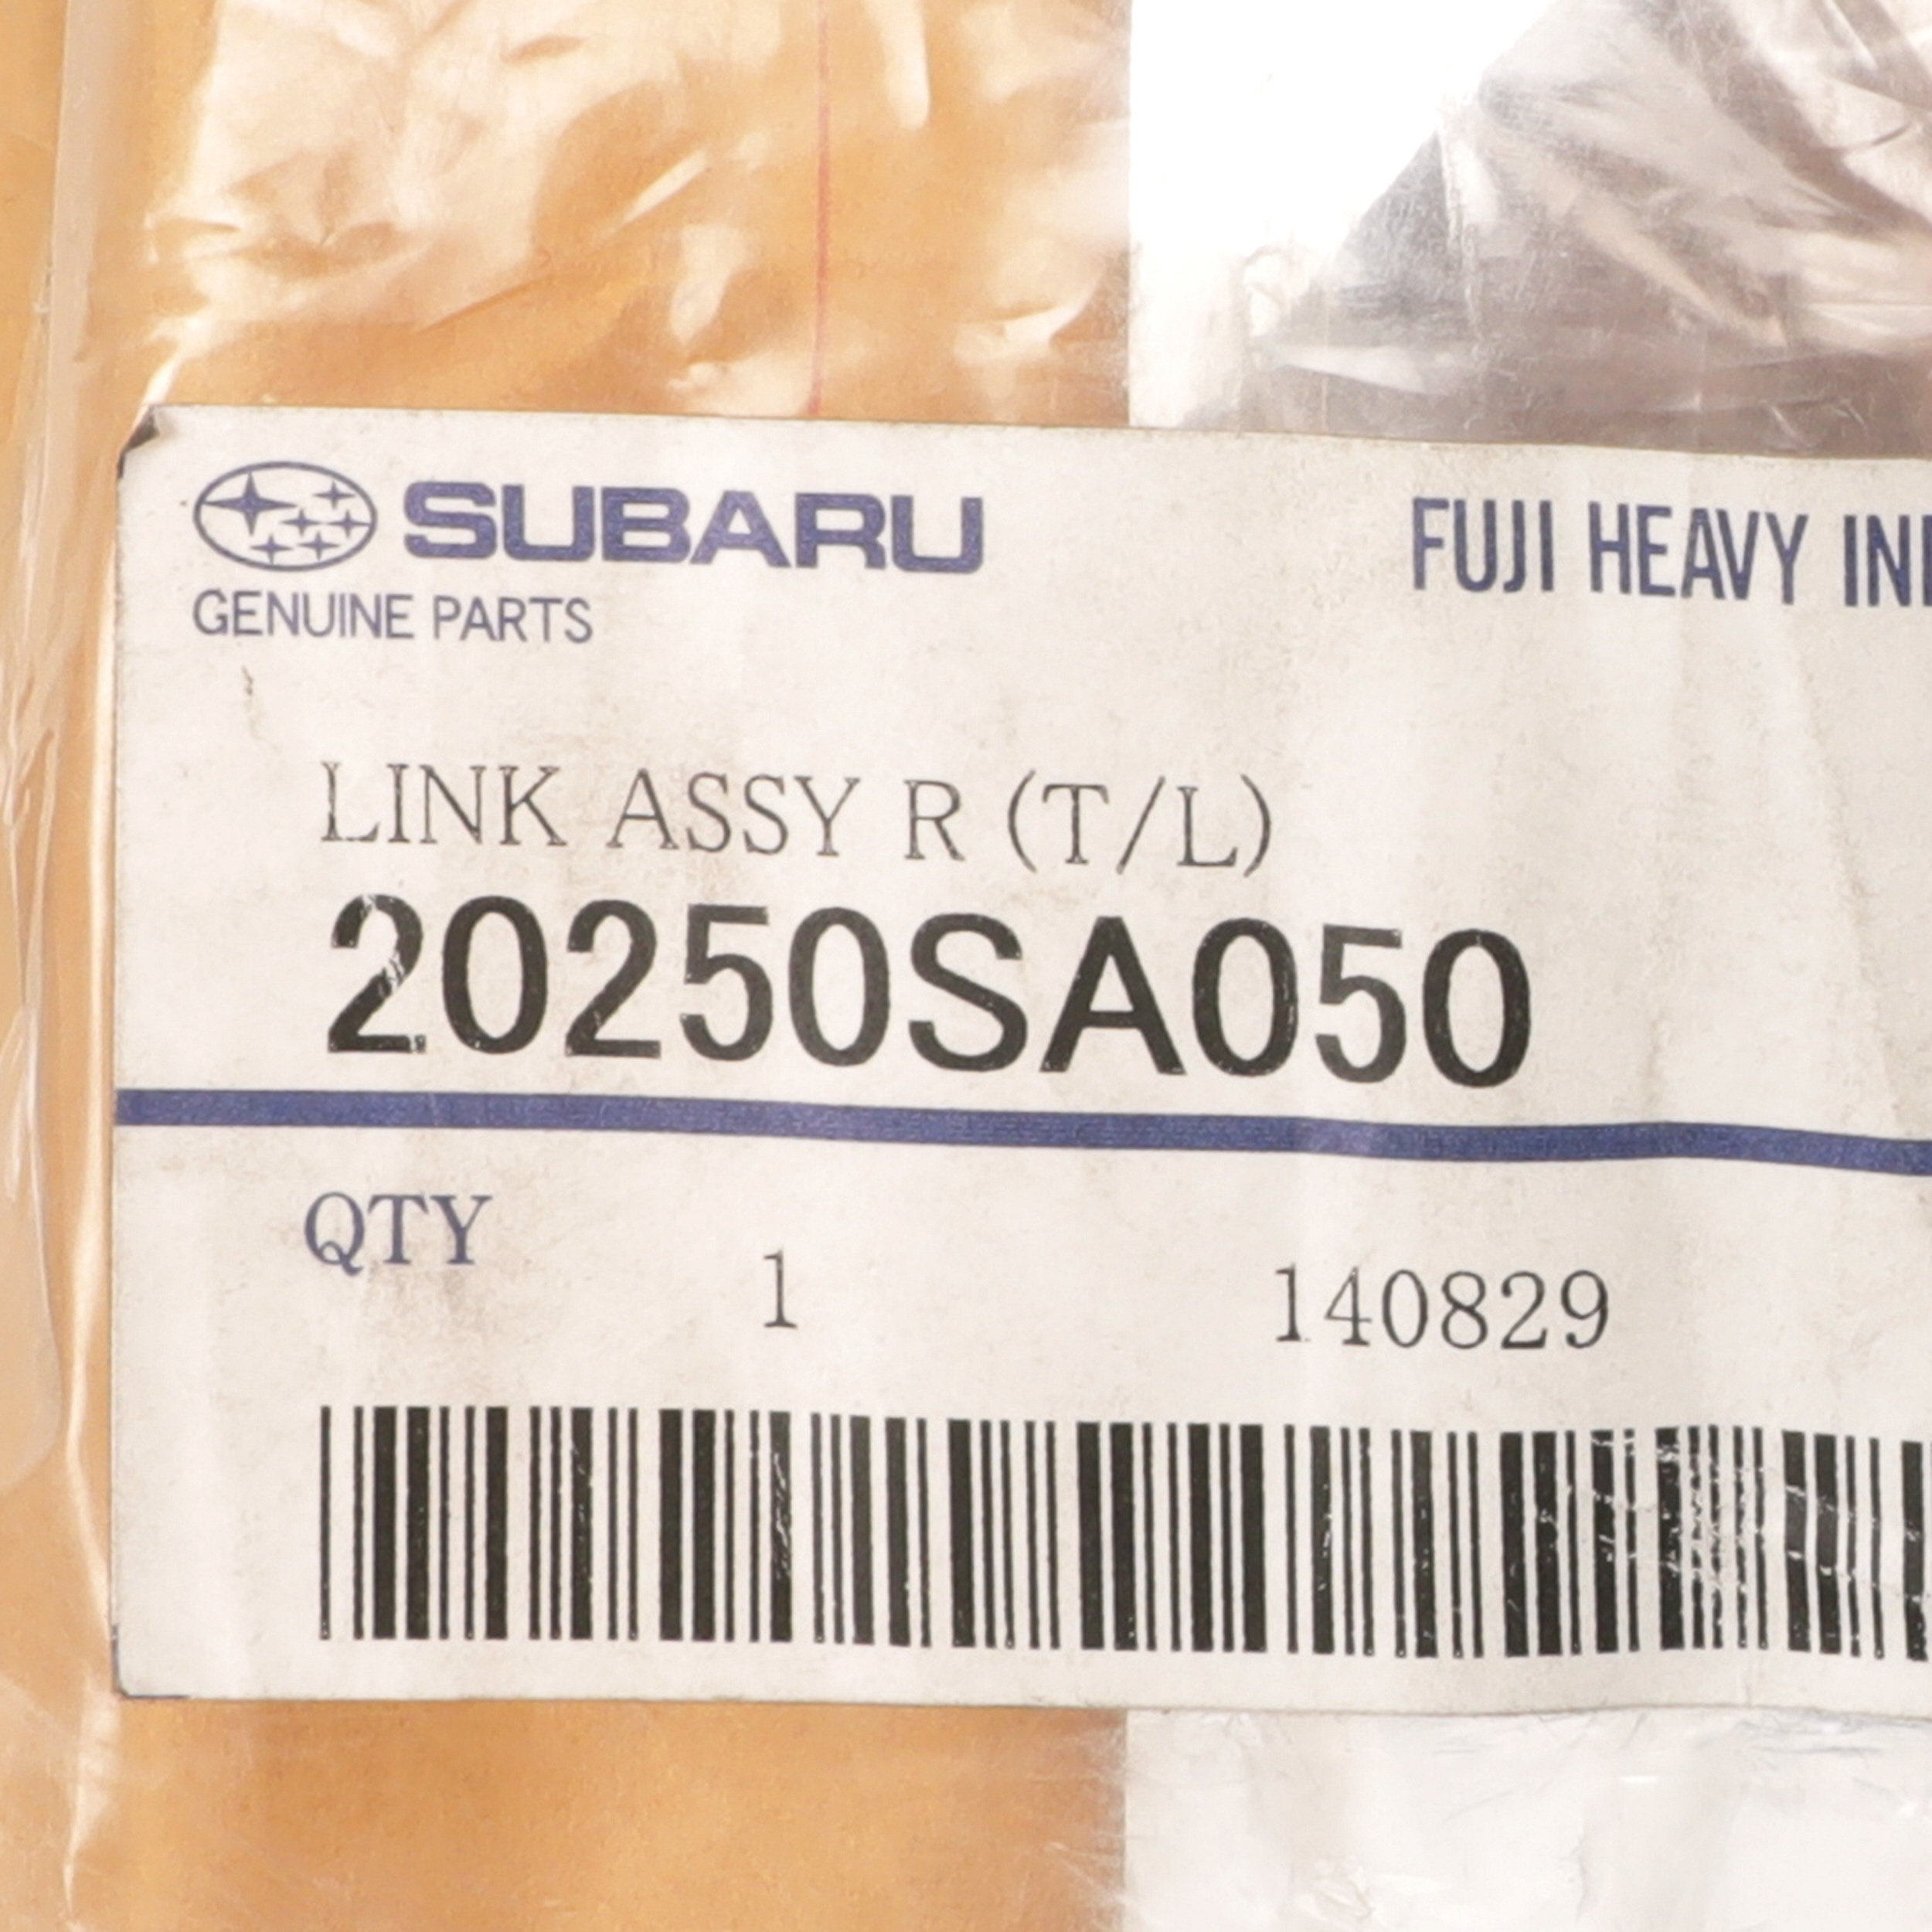 SUBARU
FUJI HEAVY
GENUINE PARTS
LINK ASSY R (T/L)
20250SA050
QTY 1 140829